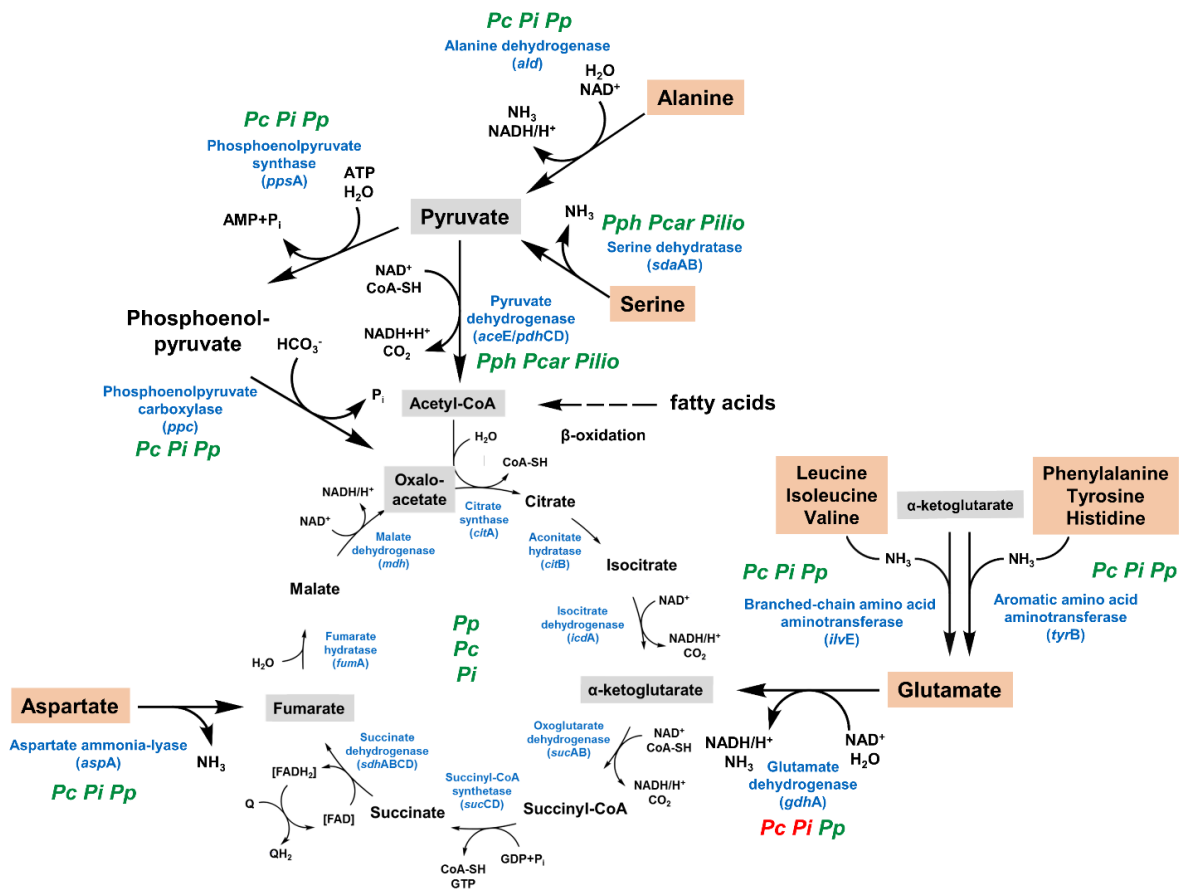 Pc Pi Pp
Alanine dehydrogenase
(ald)
H₂O
NAD⁺
Alanine
NH₃
NADH/H⁺
Pc Pi Pp
Phosphoenolpyruvate
synthase
(ppsA)
ATP
H₂O
AMP+Pᵢ
Pyruvate
NH₃
Pph Pcar Pilio
Serine dehydratase
(sdaAB)
Serine
NAD⁺
CoA-SH
NADH+H⁺
CO₂
Pyruvate
dehydrogenase
(aceE/pdhCD)
Pph Pcar Pilio
Phosphoenol-
pyruvate
HCO₃⁻
Pᵢ
Phosphoenolpyruvate
carboxylase
(ppc)
Pc Pi Pp
Acetyl-CoA
fatty acids
β-oxidation
H₂O
CoA-SH
Oxalo-
acetate
Citrate
Citrate
synthase
(citA)
NADH/H⁺
NAD⁺
Malate
dehydrogenase
(mdh)
Aconitate
hydratase
(citB)
Isocitrate
Malate
Isocitrate
dehydrogenase
(icdA)
NAD⁺
NADH/H⁺
CO₂
Pp
Pc
Pi
Fumarate
hydratase
(fumA)
H₂O
Leucine
Isoleucine
Valine
α-ketoglutarate
Phenylalanine
Tyrosine
Histidine
NH₃
NH₃
Pc Pi Pp
Pc Pi Pp
Branched-chain amino acid
aminotransferase
(ilvE)
Aromatic amino acid
aminotransferase
(tyrB)
Aspartate
Fumarate
α-ketoglutarate
Glutamate
Aspartate ammonia-lyase
(aspA)
NH₃
Pc Pi Pp
Succinate
dehydrogenase
(sdhABCD)
[FADH₂]
Q
[FAD]
QH₂
Succinate
Succinyl-CoA
synthetase
(sucCD)
Succinyl-CoA
CoA-SH
GTP
GDP+Pᵢ
Oxoglutarate
dehydrogenase
(sucAB)
NAD⁺
CoA-SH
NADH/H⁺
CO₂
NADH/H⁺
NH₃
NAD⁺
H₂O
Glutamate
dehydrogenase
(gdhA)
Pc Pi Pp